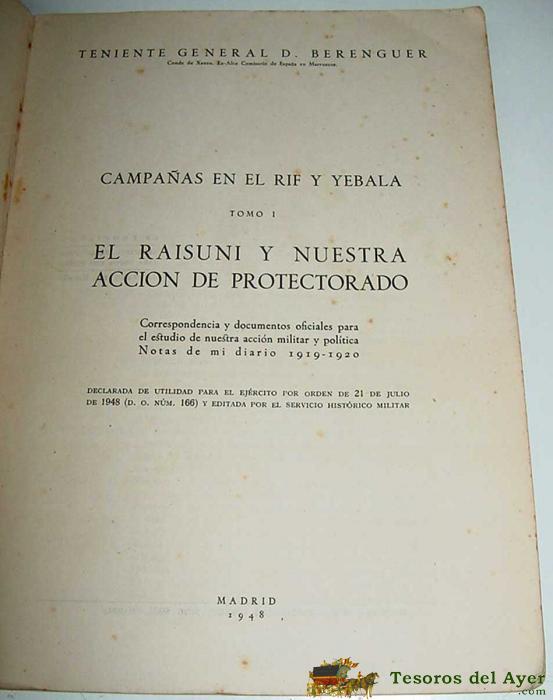 TENIENTE GENERAL D. BERENGUER
Conde de Xauen. Ex-Alto Comisario de España en Marruecos.
CAMPAÑAS EN EL RIF Y YEBALA
TOMO I
EL RAISUNI Y NUESTRA
ACCION DE PROTECTORADO
Correspondencia y documentos oficiales para
el estudio de nuestra acción militar y política
Notas de mi diario 1919-1920
DECLARADA DE UTILIDAD PARA EL EJÉRCITO POR ORDEN DE 21 DE JULIO
DE 1948 (D. O. NÚM. 166) Y EDITADA POR EL SERVICIO HISTÓRICO MILITAR
MADRID
1948
Tesoros del Ayer
.com